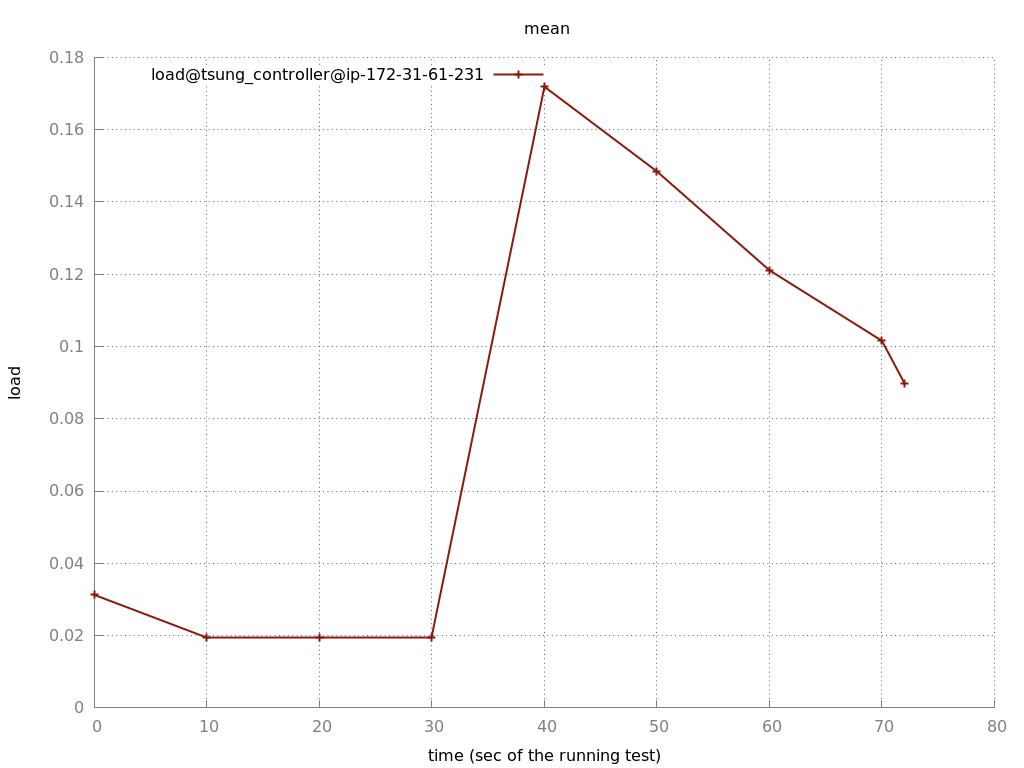 mean
load@tsung_controller@ip-172-31-61-231
0.18
0.16
0.14
0.12
0.1
0.08
0.06
0.04
0.02
0
load
0 10 20 30 40 50 60 70 80
time (sec of the running test)